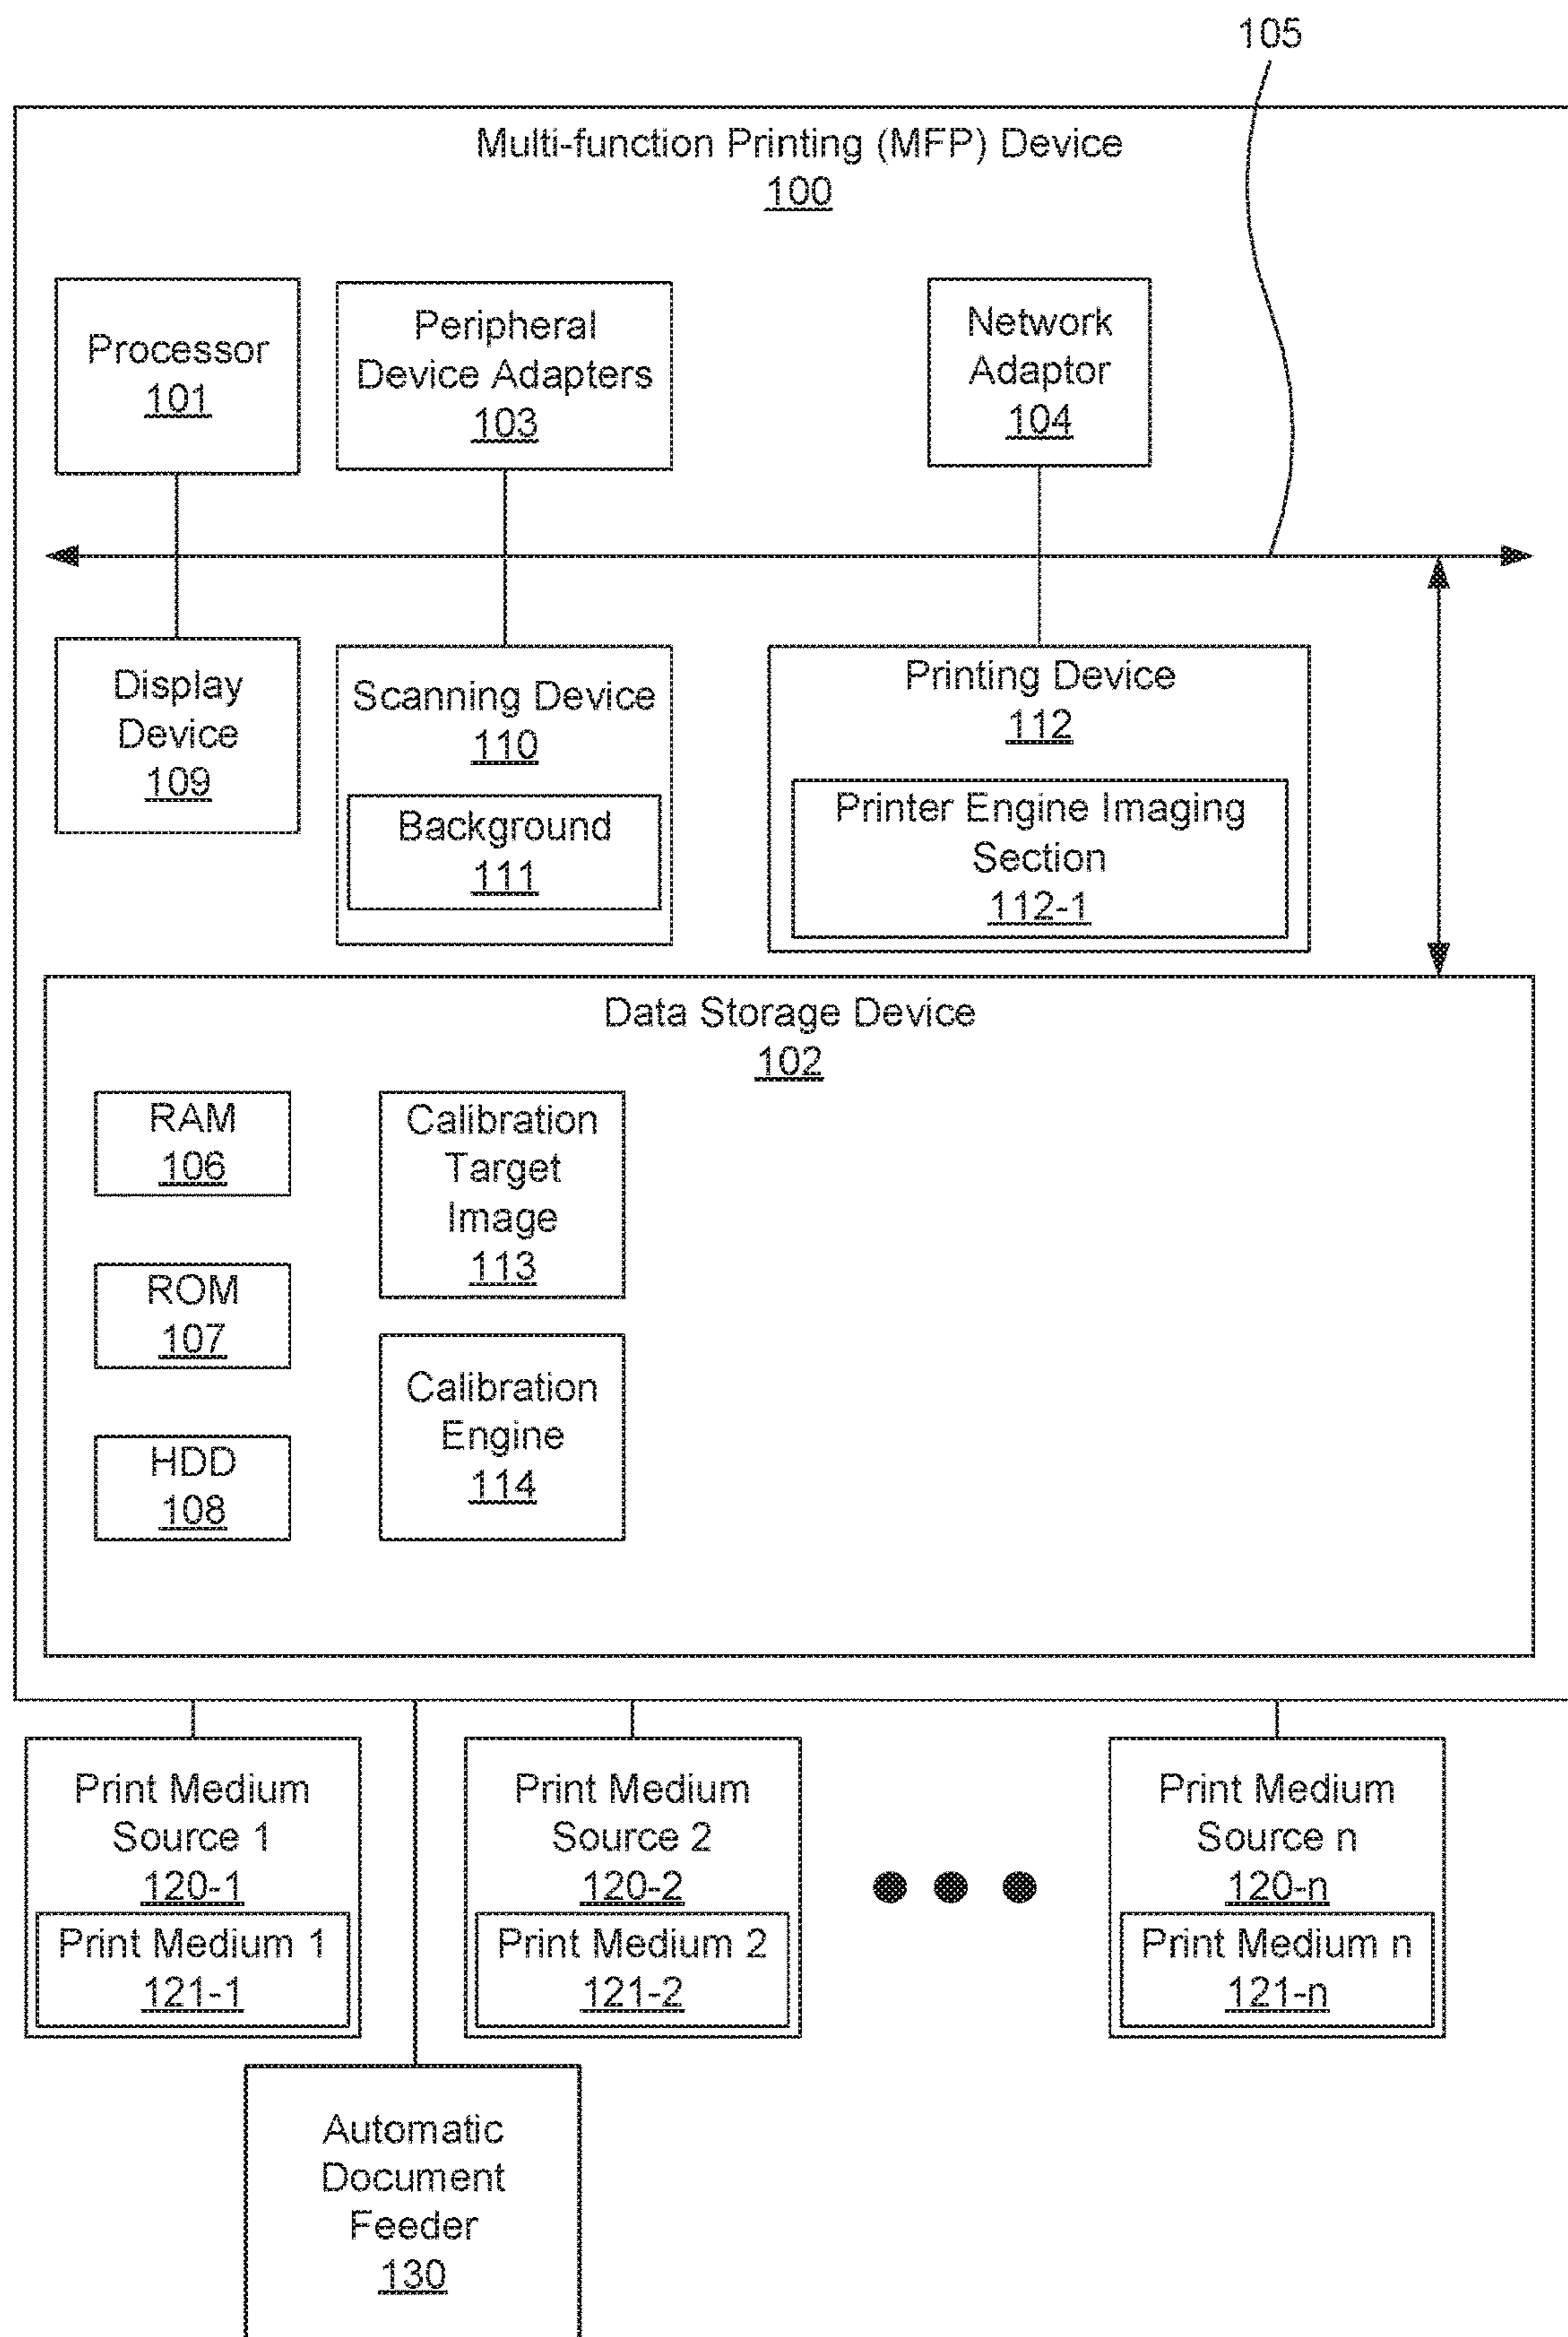 105
Multi-function Printing (MFP) Device
100
Processor
101
Peripheral
Device Adapters
103
Network
Adaptor
104
Display
Device
109
Scanning Device
110
Background
111
Printing Device
112
Printer Engine Imaging
Section
112-1
Data Storage Device
102
RAM
106
ROM
107
HDD
108
Calibration
Target
Image
113
Calibration
Engine
114
Print Medium
Source 1
120-1
Print Medium 1
121-1
Print Medium
Source 2
120-2
Print Medium 2
121-2
Print Medium
Source n
120-n
Print Medium n
121-n
Automatic
Document
Feeder
130